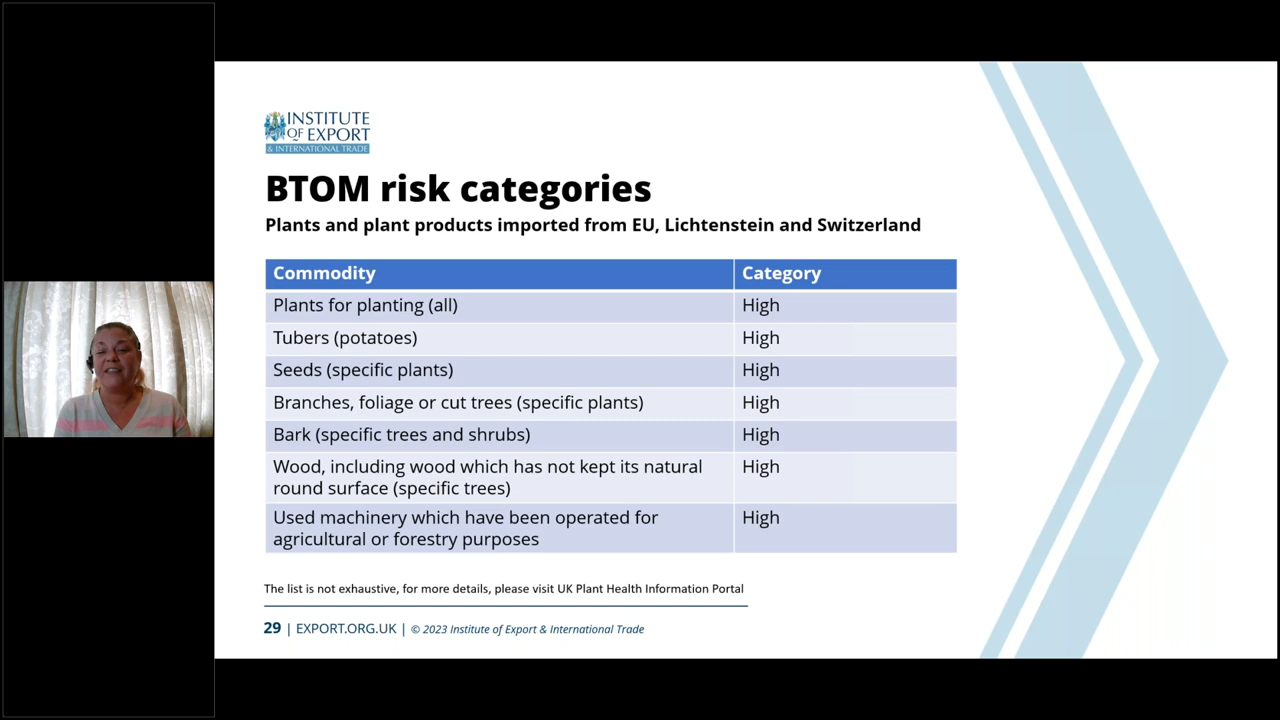 INSTITUTE
OF EXPORT
& INTERNATIONAL TRADE
BTOM risk categories
Plants and plant products imported from EU, Lichtenstein and Switzerland
Commodity Category
Plants for planting (all) High
Tubers (potatoes) High
Seeds (specific plants) High
Branches, foliage or cut trees (specific plants) High
Bark (specific trees and shrubs) High
Wood, including wood which has not kept its natural High
round surface (specific trees)
Used machinery which have been operated for High
agricultural or forestry purposes
The list is not exhaustive, for more details, please visit UK Plant Health Information Portal
29 | EXPORT.ORG.UK | © 2023 Institute of Export & International Trade